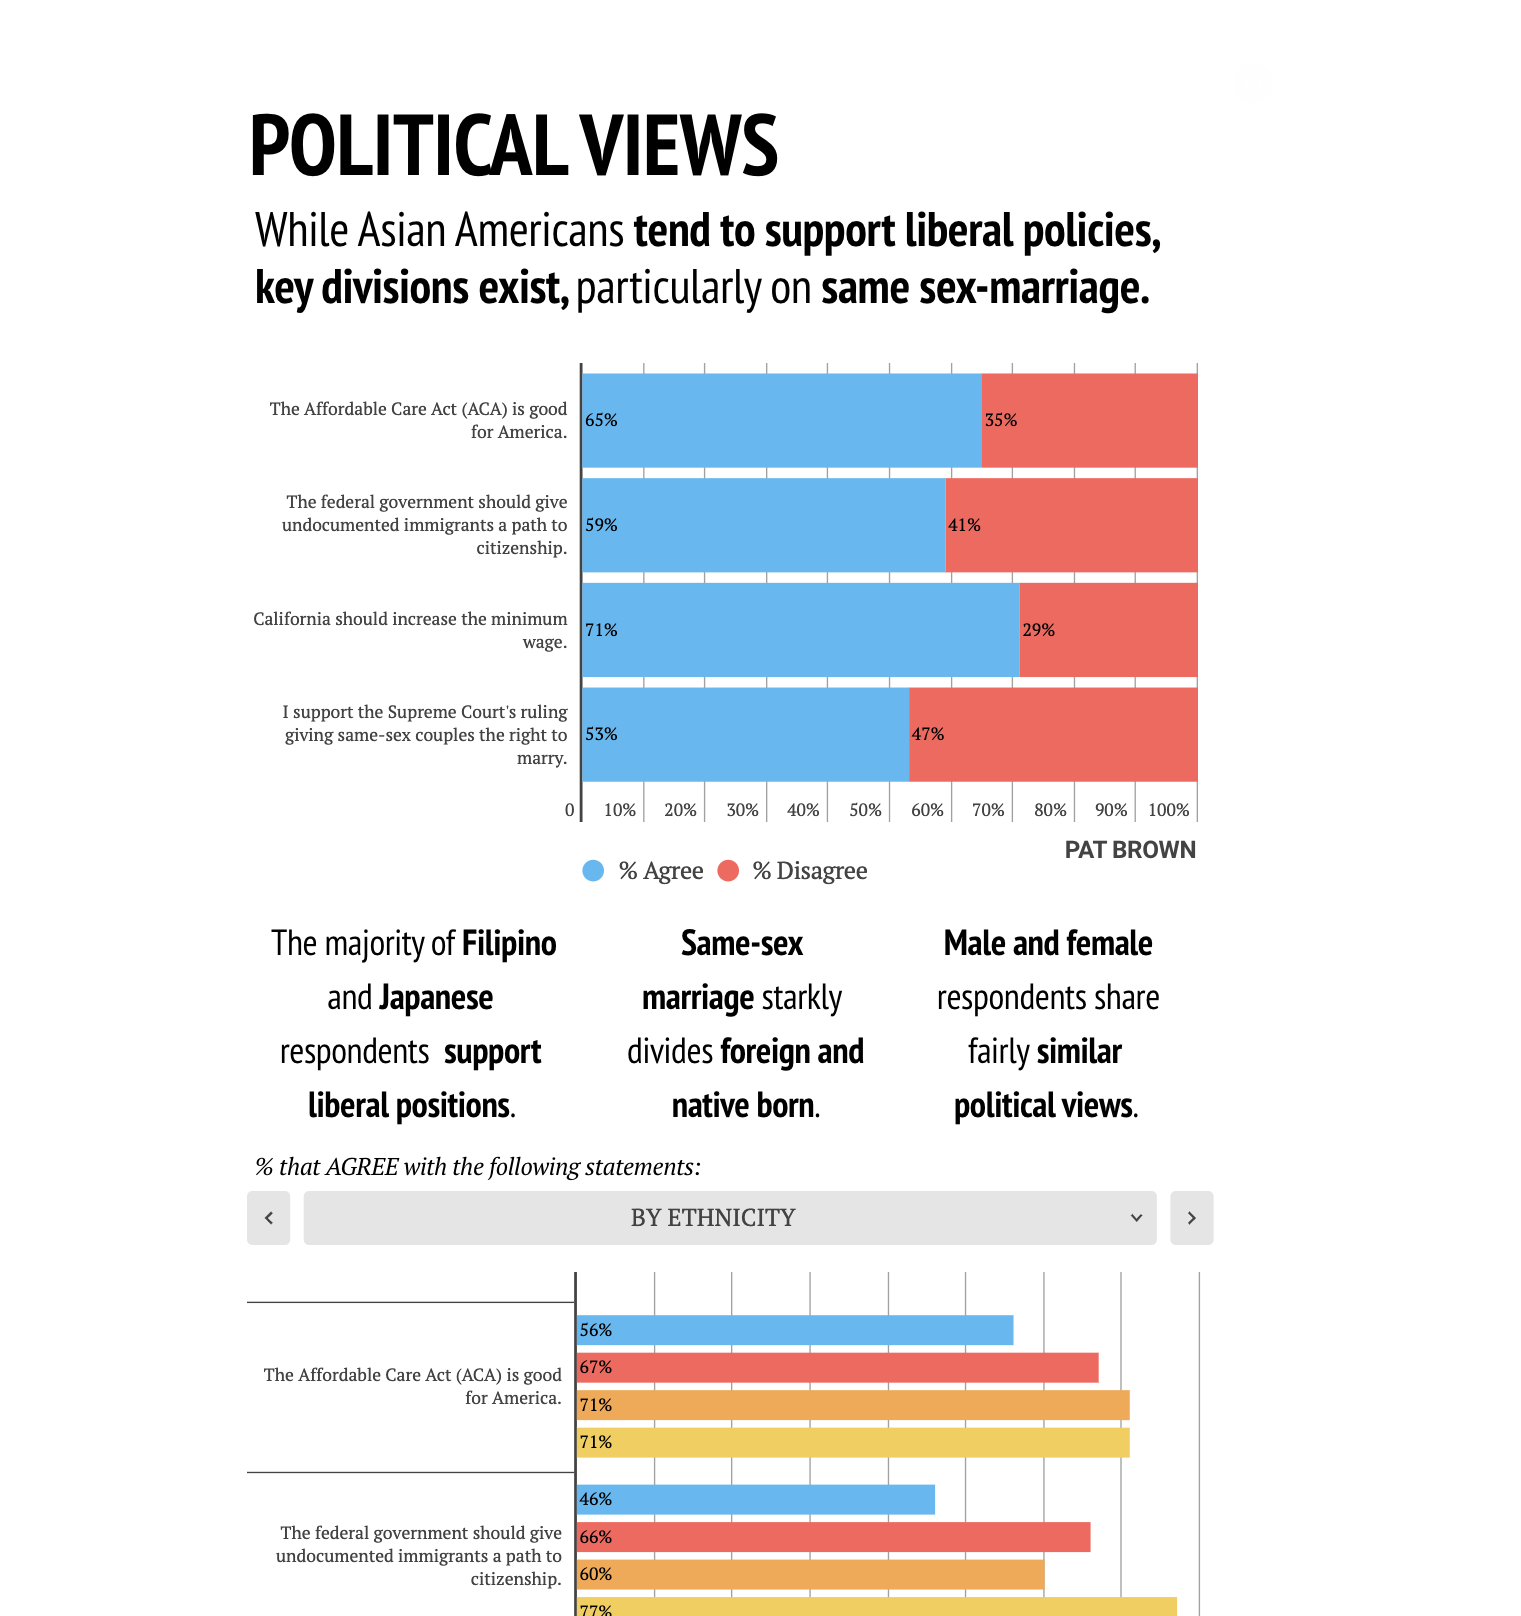 POLITICAL VIEWS
While Asian Americans tend to support liberal policies,
key divisions exist, particularly on same sex-marriage.
The Affordable Care Act (ACA) is good
for America.
65%
35%
The federal government should give
undocumented immigrants a path to
citizenship.
59%
41%
California should increase the minimum
wage.
71%
29%
I support the Supreme Court's ruling
giving same-sex couples the right to
marry.
53%
47%
0 10% 20% 30% 40% 50% 60% 70% 80% 90% 100%
PAT BROWN
% Agree % Disagree
The majority of Filipino
and Japanese
respondents support
liberal positions.
Same-sex
marriage starkly
divides foreign and
native born.
Male and female
respondents share
fairly similar
political views.
% that AGREE with the following statements:
BY ETHNICITY
The Affordable Care Act (ACA) is good
for America.
56%
67%
71%
71%
The federal government should give
undocumented immigrants a path to
citizenship.
46%
66%
60%
77%